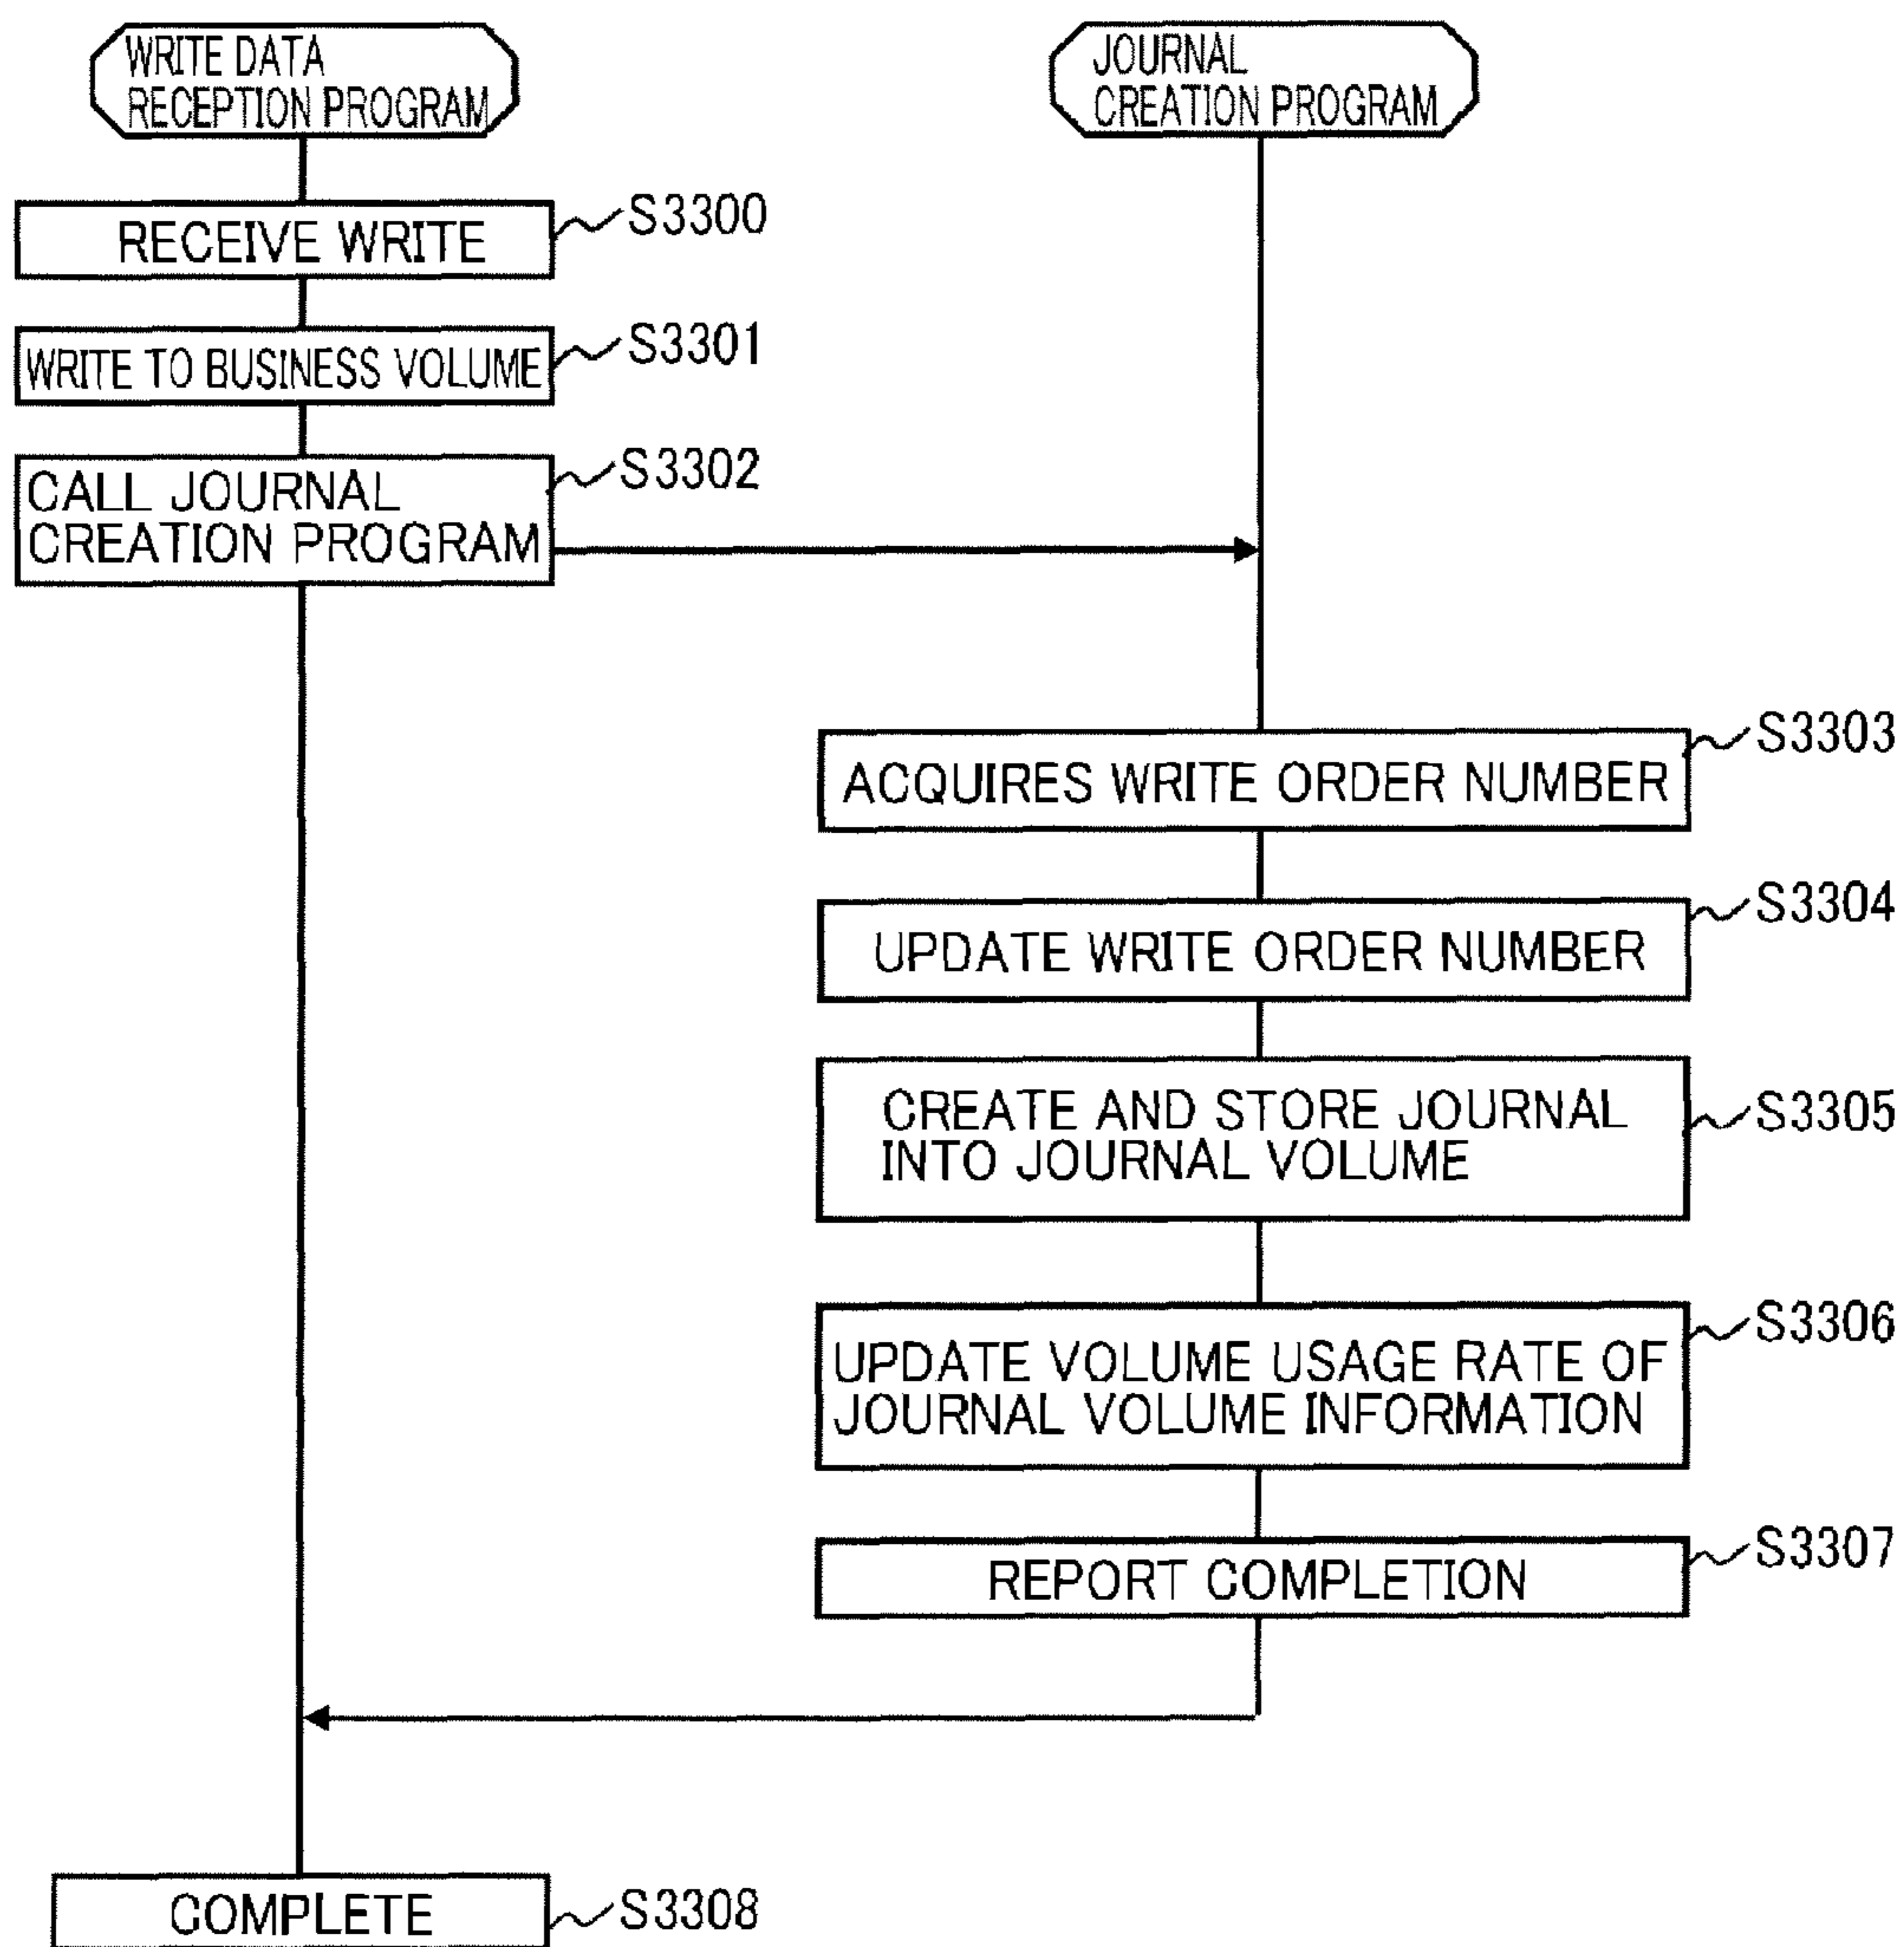 WRITE DATA
RECEPTION PROGRAM
JOURNAL
CREATION PROGRAM
RECEIVE WRITE
S3300
WRITE TO BUSINESS VOLUME
S3301
CALL JOURNAL
CREATION PROGRAM
S3302
ACQUIRES WRITE ORDER NUMBER
S3303
UPDATE WRITE ORDER NUMBER
S3304
CREATE AND STORE JOURNAL
INTO JOURNAL VOLUME
S3305
UPDATE VOLUME USAGE RATE OF
JOURNAL VOLUME INFORMATION
S3306
REPORT COMPLETION
S3307
COMPLETE
S3308